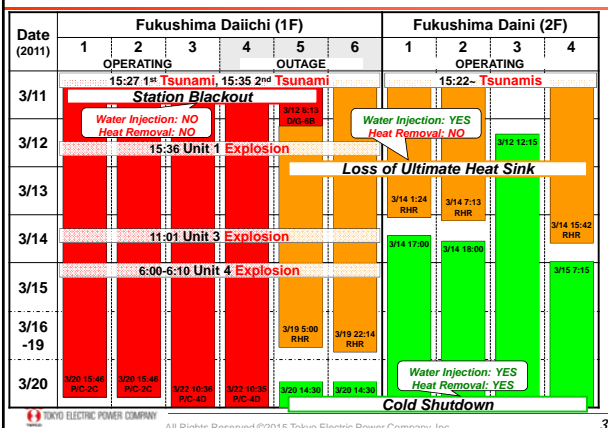 Date
(2011)
Fukushima Daiichi (1F)
Fukushima Daini (2F)
1 2 3 4 5 6 1 2 3 4
OPERATING OUTAGE OPERATING
3/11
15:27 1st Tsunami, 15:35 2nd Tsunami
15:22~ Tsunamis
Station Blackout
3/12 6:13
D/G-6B
Water Injection: NO
Heat Removal: NO
Water Injection: YES
Heat Removal: NO
3/12
3/12 12:15
15:36 Unit 1 Explosion
Loss of Ultimate Heat Sink
3/13
3/14 1:24
RHR
3/14 7:13
RHR
3/14 15:42
RHR
3/14
11:01 Unit 3 Explosion
3/14 17:00
3/14 18:00
6:00-6:10 Unit 4 Explosion
3/15 7:15
3/15
3/16
-19
3/19 5:00
RHR
3/19 22:14
RHR
3/20
3/20 15:46
P/C-2C
3/20 15:46
P/C-2C
3/22 10:36
P/C-4D
3/22 10:35
P/C-4D
3/20 14:30
3/20 14:30
Water Injection: YES
Heat Removal: YES
Cold Shutdown
TEPCO
TOKYO ELECTRIC POWER COMPANY
All Rights Reserved ©2015 Tokyo Electric Power Company, Inc.
3